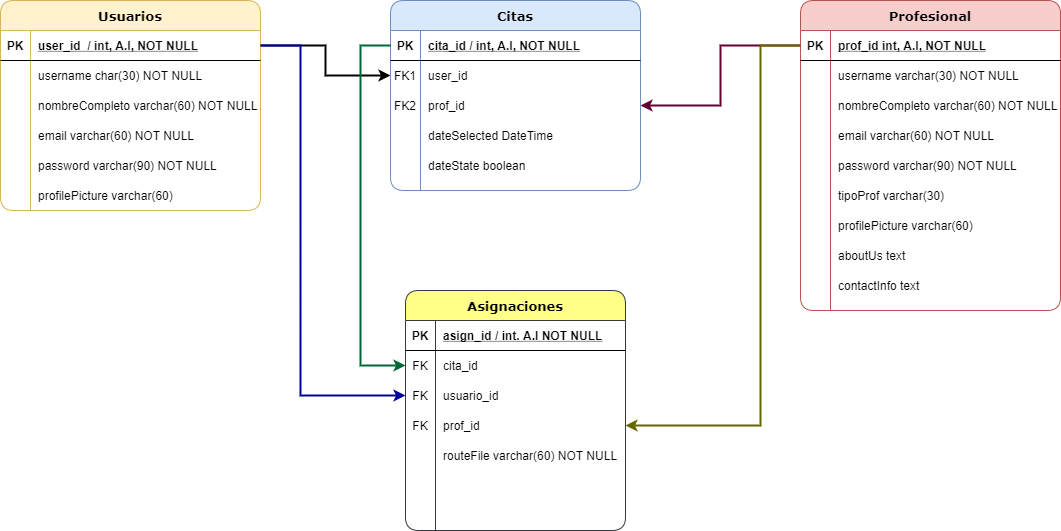 Usuarios
PK user_id / int, A.I, NOT NULL
username char(30) NOT NULL
nombreCompleto varchar(60) NOT NULL
email varchar(60) NOT NULL
password varchar(90) NOT NULL
profilePicture varchar(60)
Citas
PK cita_id / int, A.I, NOT NULL
FK1 user_id
FK2 prof_id
dateSelected DateTime
dateState boolean
Profesional
PK prof_id int, A.I, NOT NULL
username varchar(30) NOT NULL
nombreCompleto varchar(60) NOT NULL
email varchar(60) NOT NULL
password varchar(90) NOT NULL
tipoProf varchar(30)
profilePicture varchar(60)
aboutUs text
contactInfo text
Asignaciones
PK asign_id / int. A.I NOT NULL
FK cita_id
FK usuario_id
FK prof_id
routeFile varchar(60) NOT NULL